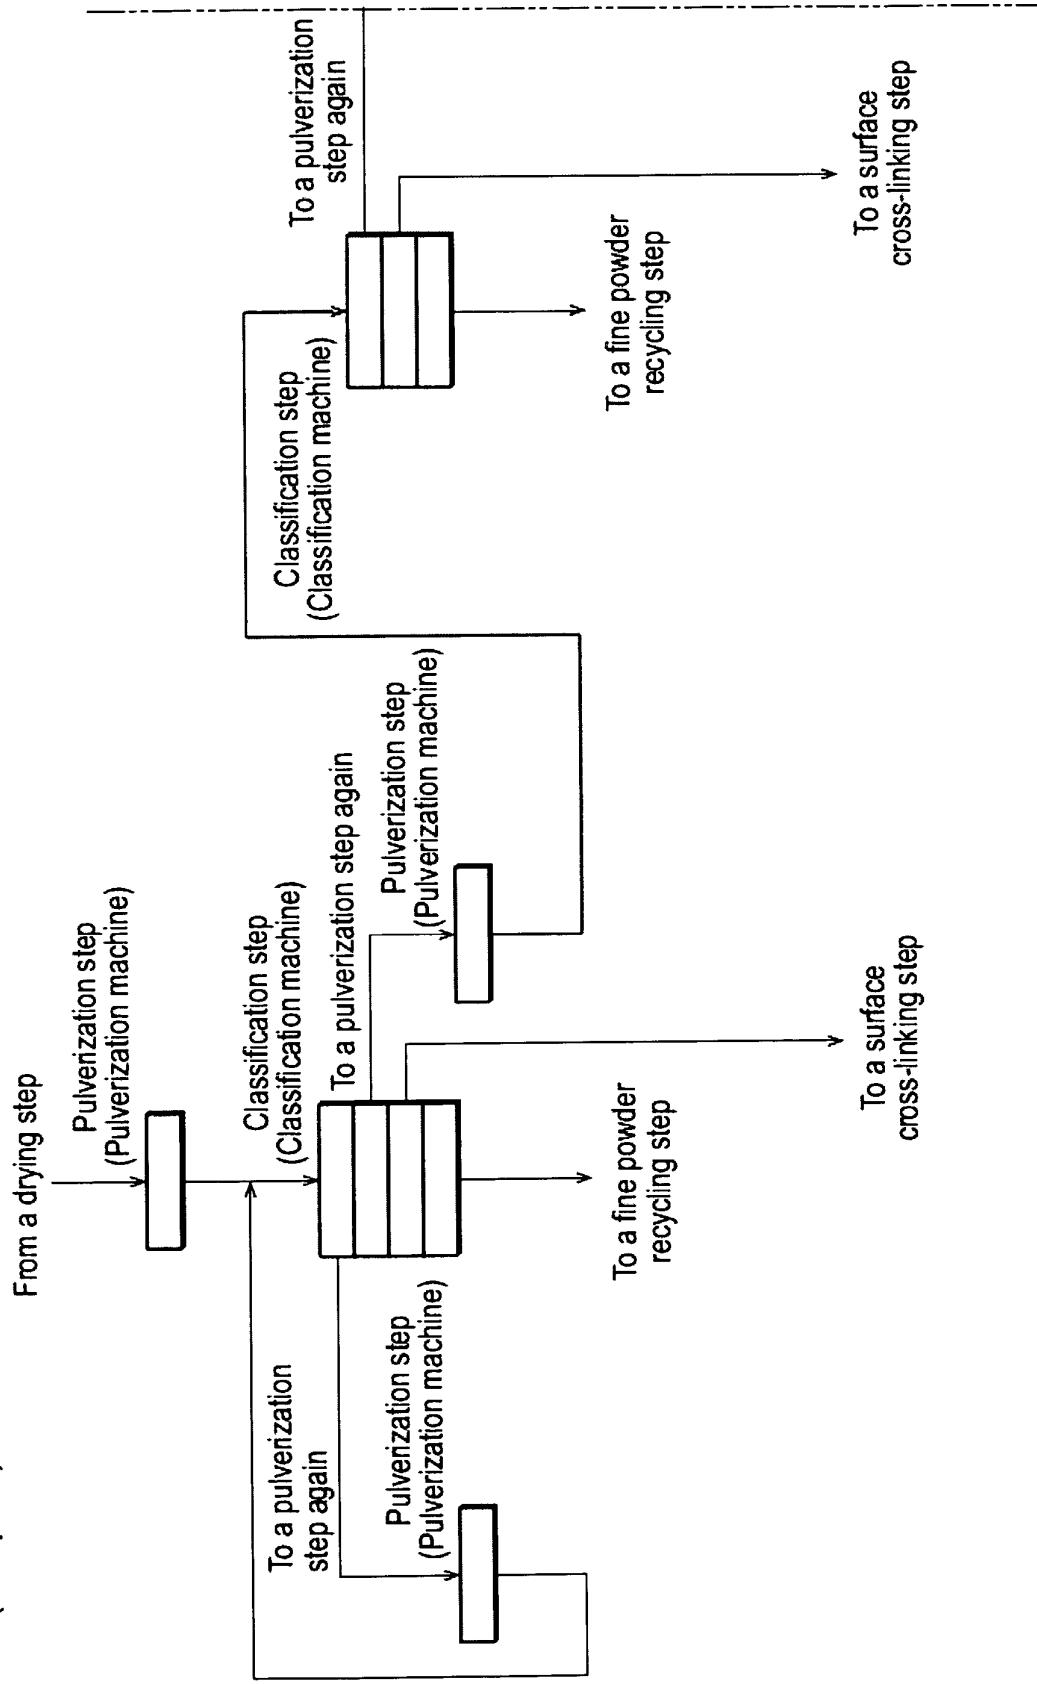 From a drying step
Pulverization step
(Pulverization machine)
Classification step
(Classification machine)
To a pulverization step again
Pulverization step
(Pulverization machine)
To a pulverization
step again
Pulverization step
(Pulverization machine)
To a fine powder
recycling step
To a surface
cross-linking step
Classification step
(Classification machine)
To a pulverization
step again
To a fine powder
recycling step
To a surface
cross-linking step